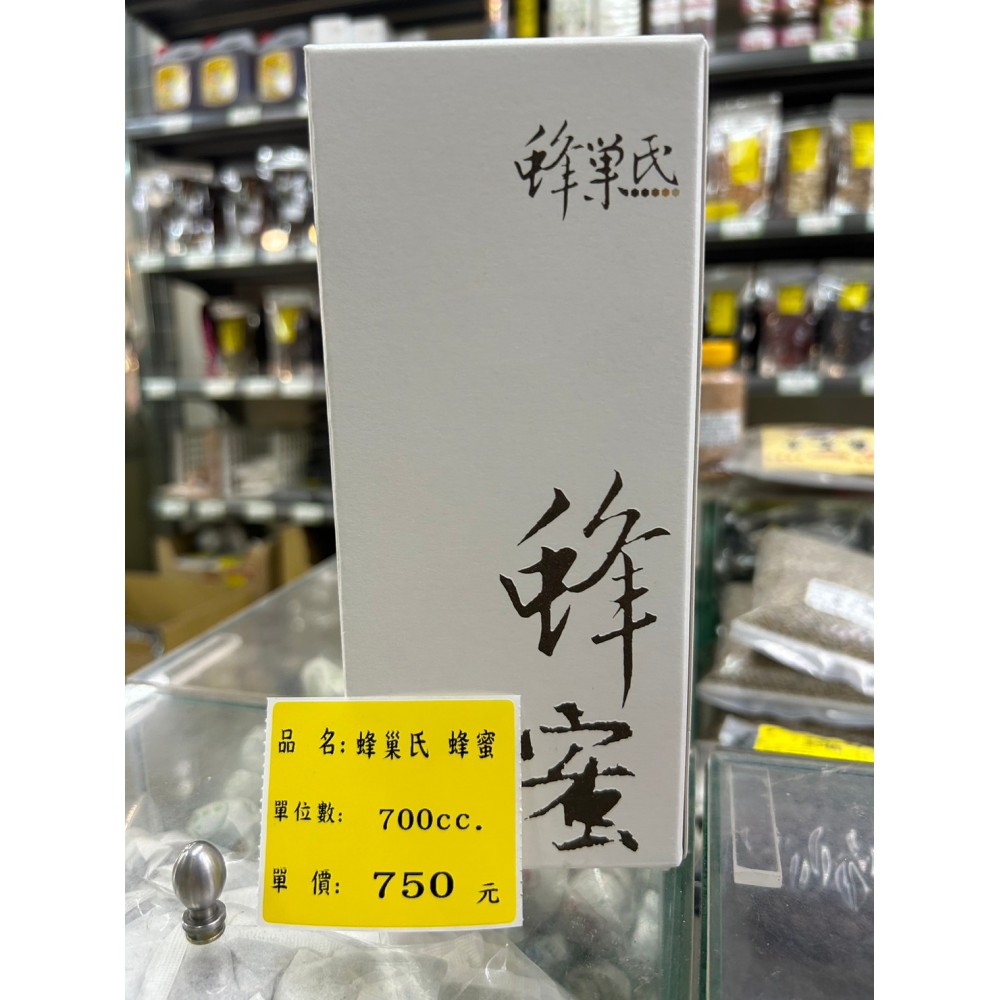 蜂巢氏
蜂蜜
品 名: 蜂巢氏 蜂蜜
單位數: 700cc.
單 價: 750 元